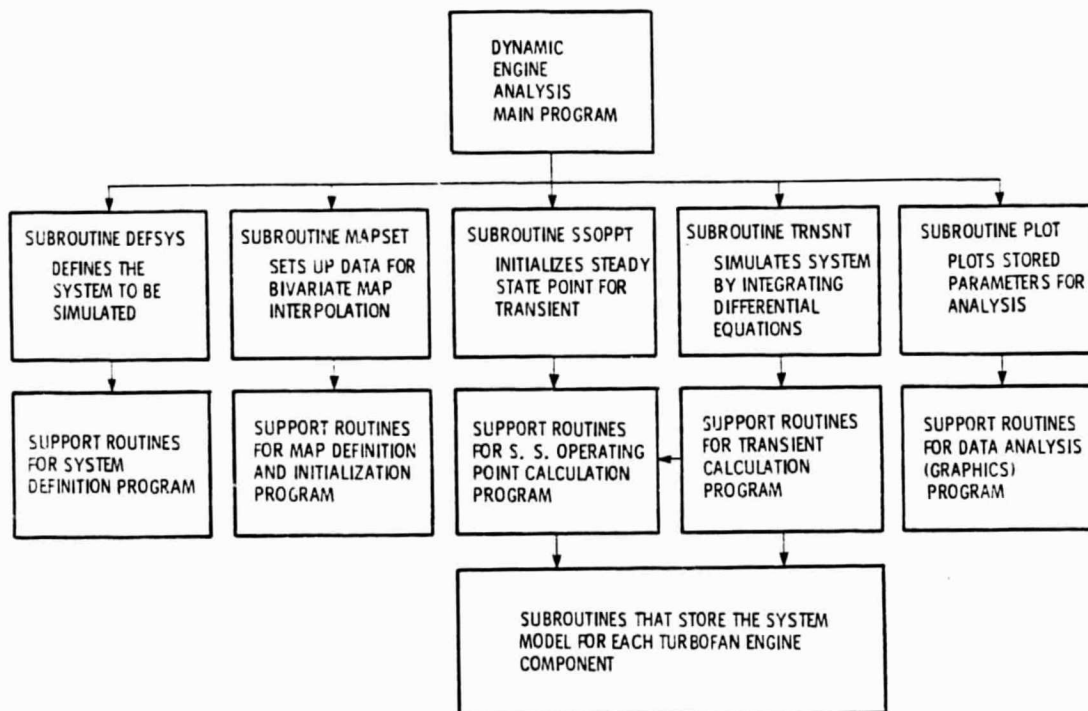 DYNAMIC
ENGINE
ANALYSIS
MAIN PROGRAM
SUBROUTINE DEFSYS
DEFINES THE
SYSTEM TO BE
SIMULATED
SUBROUTINE MAPSET
SETS UP DATA FOR
BIVARIATE MAP
INTERPOLATION
SUBROUTINE SSOPPT
INITIALIZES STEADY
STATE POINT FOR
TRANSIENT
SUBROUTINE TRNSNT
SIMULATES SYSTEM
BY INTEGRATING
DIFFERENTIAL
EQUATIONS
SUBROUTINE PLOT
PLOTS STORED
PARAMETERS FOR
ANALYSIS
SUPPORT ROUTINES
FOR SYSTEM
DEFINITION PROGRAM
SUPPORT ROUTINES
FOR MAP DEFINITION
AND INITIALIZATION
PROGRAM
SUPPORT ROUTINES
FOR S. S. OPERATING
POINT CALCULATION
PROGRAM
SUPPORT ROUTINES
FOR TRANSIENT
CALCULATION
PROGRAM
SUPPORT ROUTINES
FOR DATA ANALYSIS
(GRAPHICS)
PROGRAM
SUBROUTINES THAT STORE THE SYSTEM
MODEL FOR EACH TURBOFAN ENGINE
COMPONENT